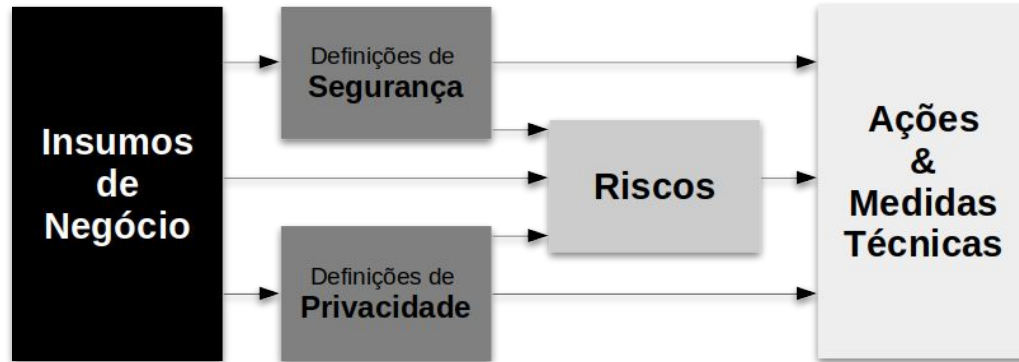 Insumos
de
Negócio
Definições de
Segurança
Definições de
Privacidade
Riscos
Ações
&
Medidas
Técnicas